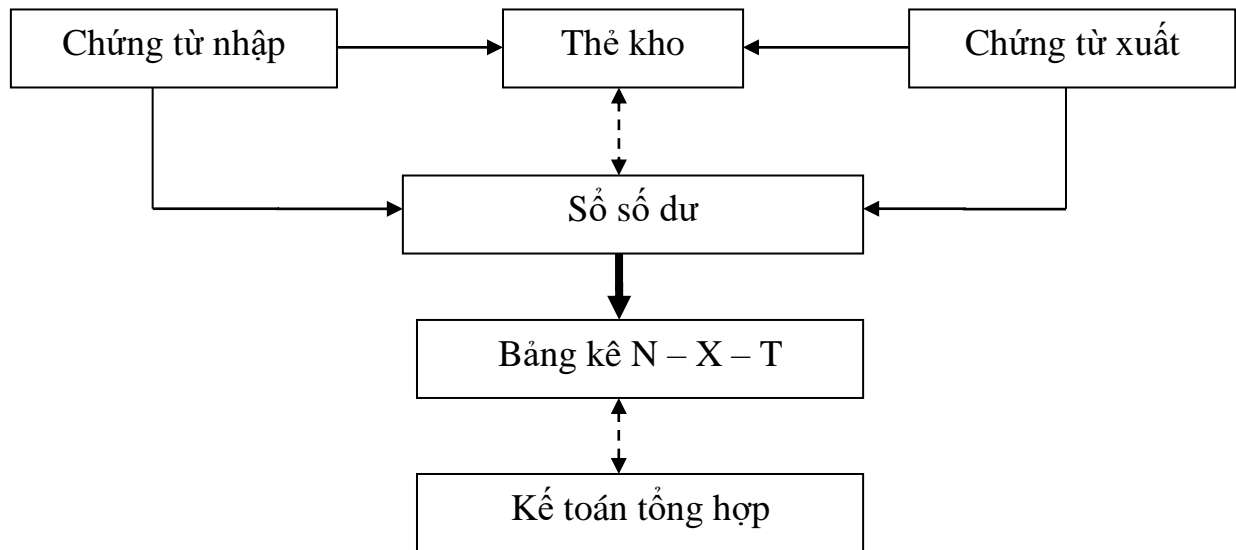 Chứng từ nhập
Thẻ kho
Chứng từ xuất
Sổ số dư
Bảng kê N – X – T
Kế toán tổng hợp